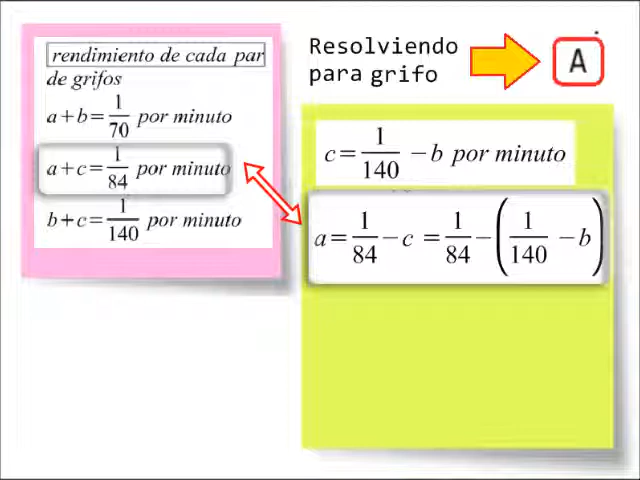 rendimiento de cada par
de grifos
a+b=1/70 por minuto
a+c=1/84 por minuto
b+c=1/140 por minuto
Resolviendo
para grifo
A
c=1/140 −b por minuto
a=1/84−c =1/84−(1/140 −b)